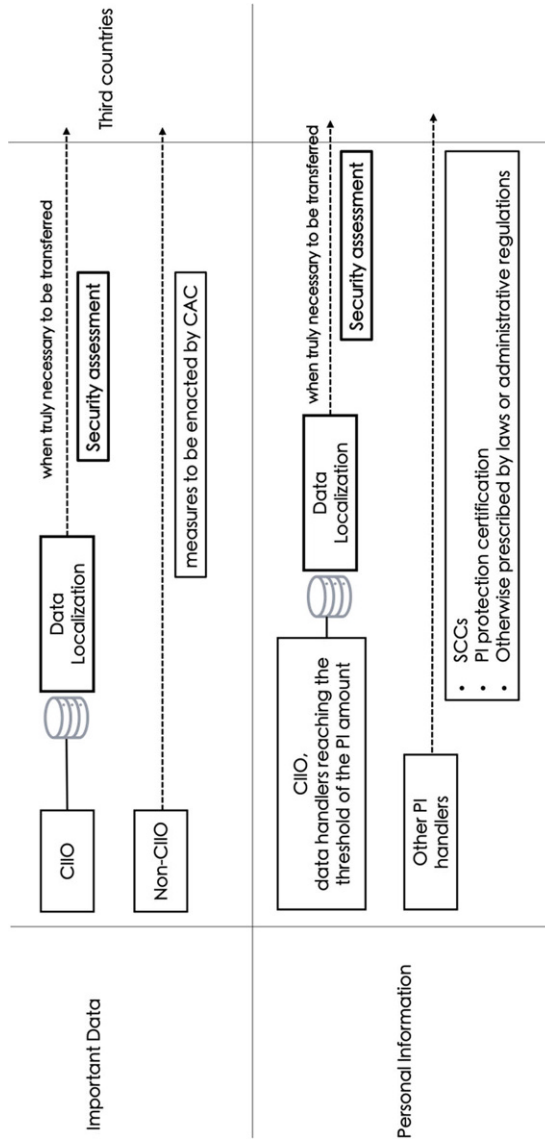 Third countries
Important Data
CIIO
Data
Localization
when truly necessary to be transferred
Security assessment
Non-CIIO
measures to be enacted by CAC
Personal Information
CIIO,
data handlers reaching the
threshold of the PI amount
Data
Localization
when truly necessary to be transferred
Security assessment
Other PI
handlers
• SCCs
• PI protection certification
• Otherwise prescribed by laws or administrative regulations